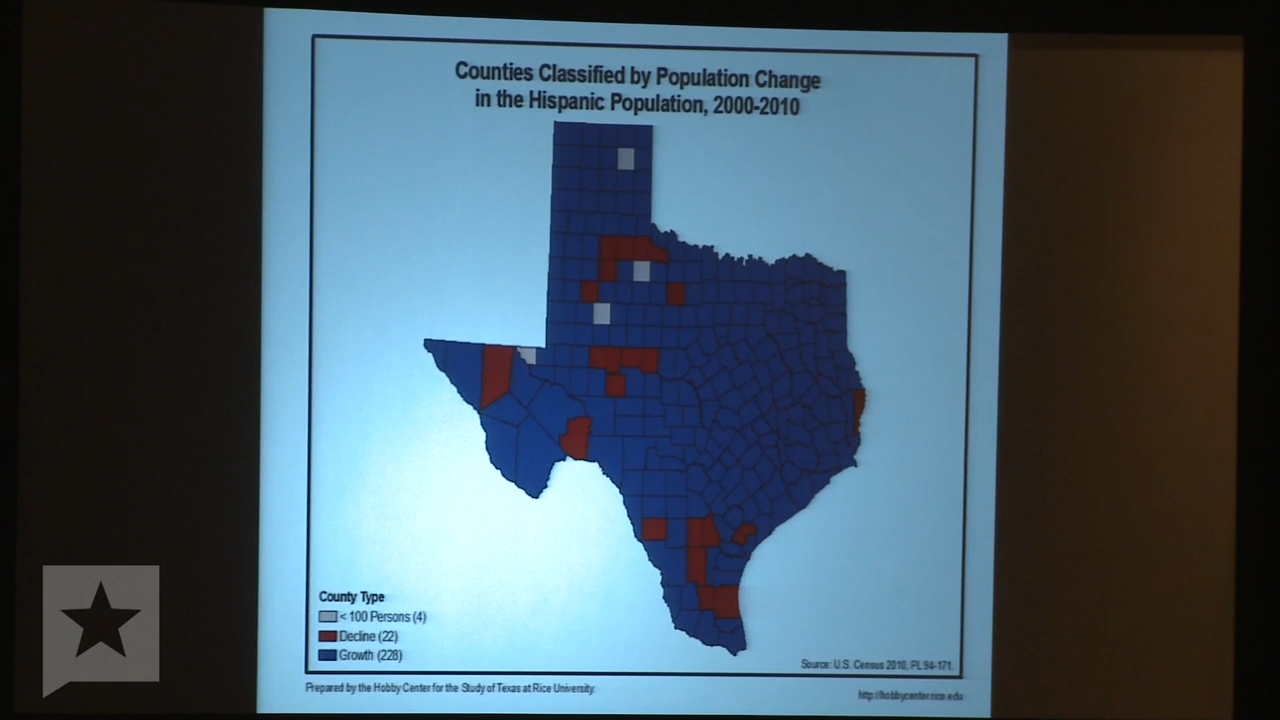 Counties Classified by Population Change
in the Hispanic Population, 2000-2010
County Type
< 100 Persons (4)
Decline (22)
Growth (228)
Source: U.S. Census 2010, PL 94-171.
Prepared by the Hobby Center for the Study of Texas at Rice University.
http://hobbycenter.rice.edu